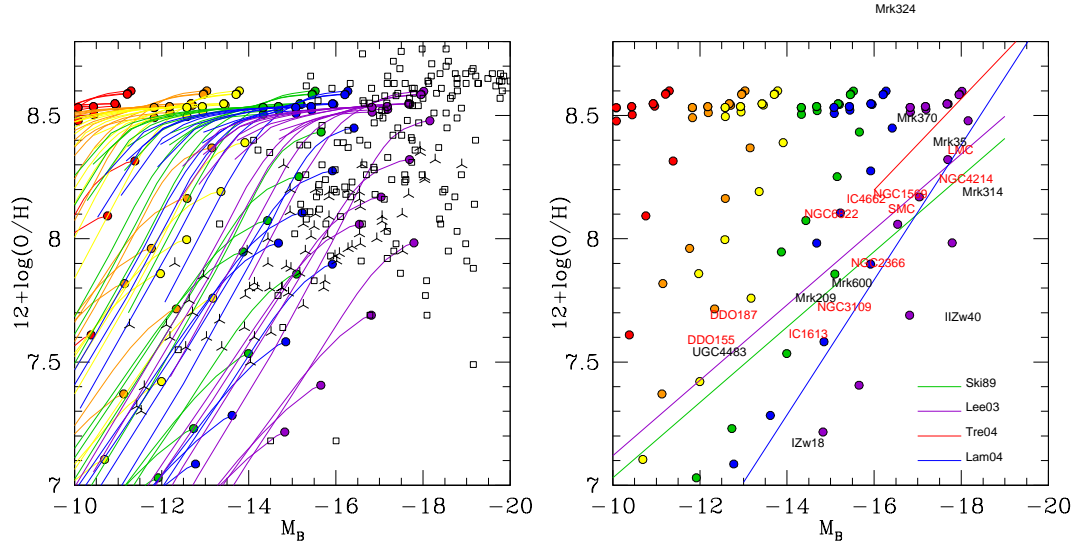 Mrk324
12+log(O/H)
8.5
8
7.5
7
−10
−12
−14
−16
−18
−20
M_B
12+log(O/H)
8.5
8
7.5
7
Mrk370
Mrk35
LMC
NGC4214
NGC1569
Mrk314
IC4662
SMC
NGC6822
NGC2366
Mrk600
Mrk209
NGC3109
DDO187
IIZw40
IC1613
DDO155
UGC4483
IZw18
Ski89
Lee03
Tre04
Lam04
−10
−12
−14
−16
−18
−20
M_B